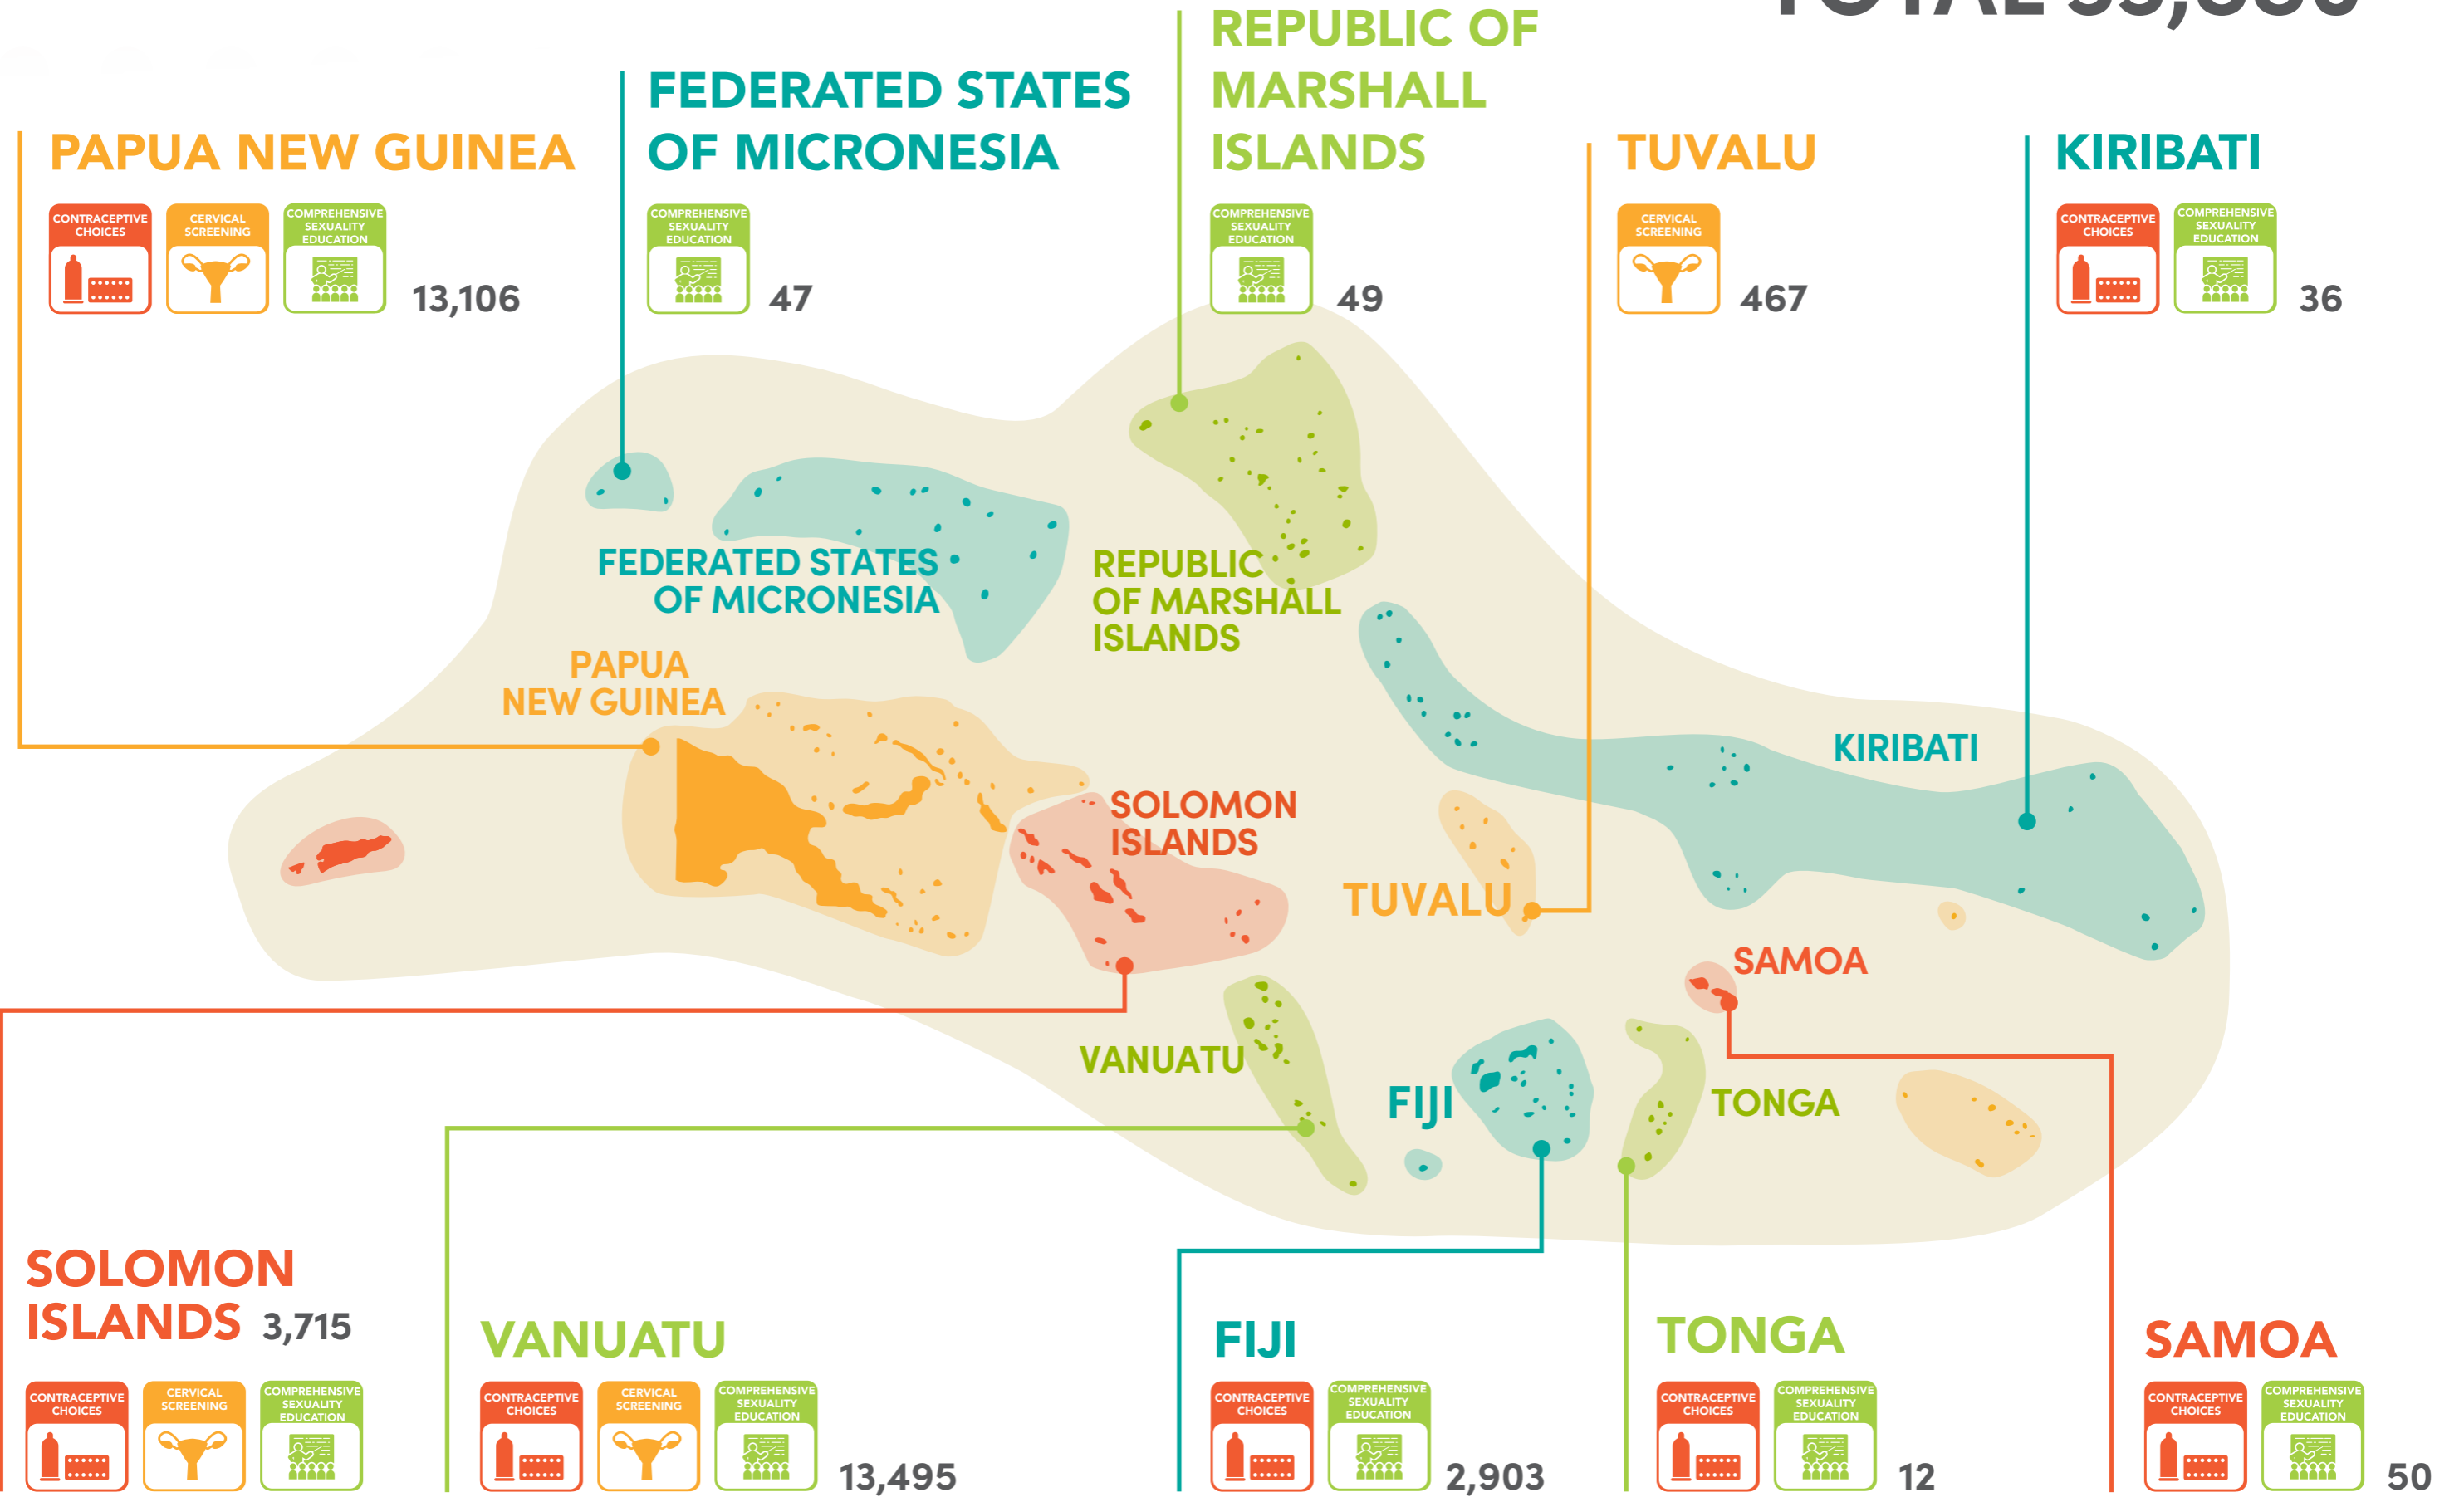 TOTAL 33,880
REPUBLIC OF
MARSHALL
ISLANDS
FEDERATED STATES
OF MICRONESIA
PAPUA NEW GUINEA
TUVALU
KIRIBATI
CONTRACEPTIVE
CHOICES
CERVICAL
SCREENING
COMPREHENSIVE
SEXUALITY
EDUCATION
13,106
COMPREHENSIVE
SEXUALITY
EDUCATION
47
COMPREHENSIVE
SEXUALITY
EDUCATION
49
CERVICAL
SCREENING
467
CONTRACEPTIVE
CHOICES
COMPREHENSIVE
SEXUALITY
EDUCATION
36
FEDERATED STATES
OF MICRONESIA
REPUBLIC
OF MARSHALL
ISLANDS
PAPUA
NEW GUINEA
KIRIBATI
SOLOMON
ISLANDS
TUVALU
SAMOA
VANUATU
FIJI
TONGA
SOLOMON
ISLANDS 3,715
CONTRACEPTIVE
CHOICES
CERVICAL
SCREENING
COMPREHENSIVE
SEXUALITY
EDUCATION
VANUATU
CONTRACEPTIVE
CHOICES
CERVICAL
SCREENING
COMPREHENSIVE
SEXUALITY
EDUCATION
13,495
FIJI
CONTRACEPTIVE
CHOICES
COMPREHENSIVE
SEXUALITY
EDUCATION
2,903
TONGA
CONTRACEPTIVE
CHOICES
COMPREHENSIVE
SEXUALITY
EDUCATION
12
SAMOA
CONTRACEPTIVE
CHOICES
COMPREHENSIVE
SEXUALITY
EDUCATION
50